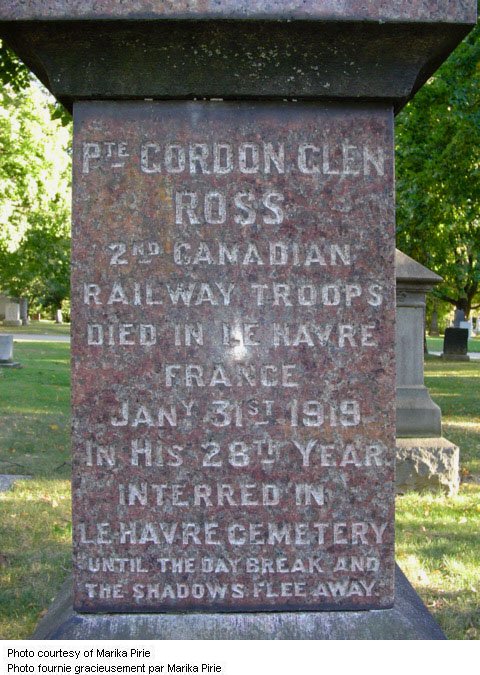 PTE GORDON GLEN
ROSS
2ND CANADIAN
RAILWAY TROOPS
DIED IN LE HAVRE
FRANCE
JANY 31ST 1919
IN HIS 28TH YEAR
INTERRED IN
LE HAVRE CEMETERY
UNTIL THE DAY BREAK AND
THE SHADOWS FLEE AWAY.
Photo courtesy of Marika Pirie
Photo fournie gracieusement par Marika Pirie